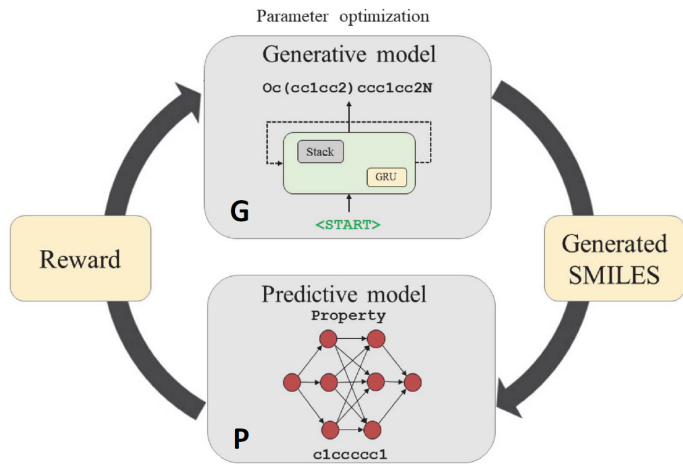 Parameter optimization
Generative model
Oc(cc1cc2)ccc1cc2N
Stack
GRU
G
<START>
Reward
Generated
SMILES
Predictive model
Property
P
c1ccccc1